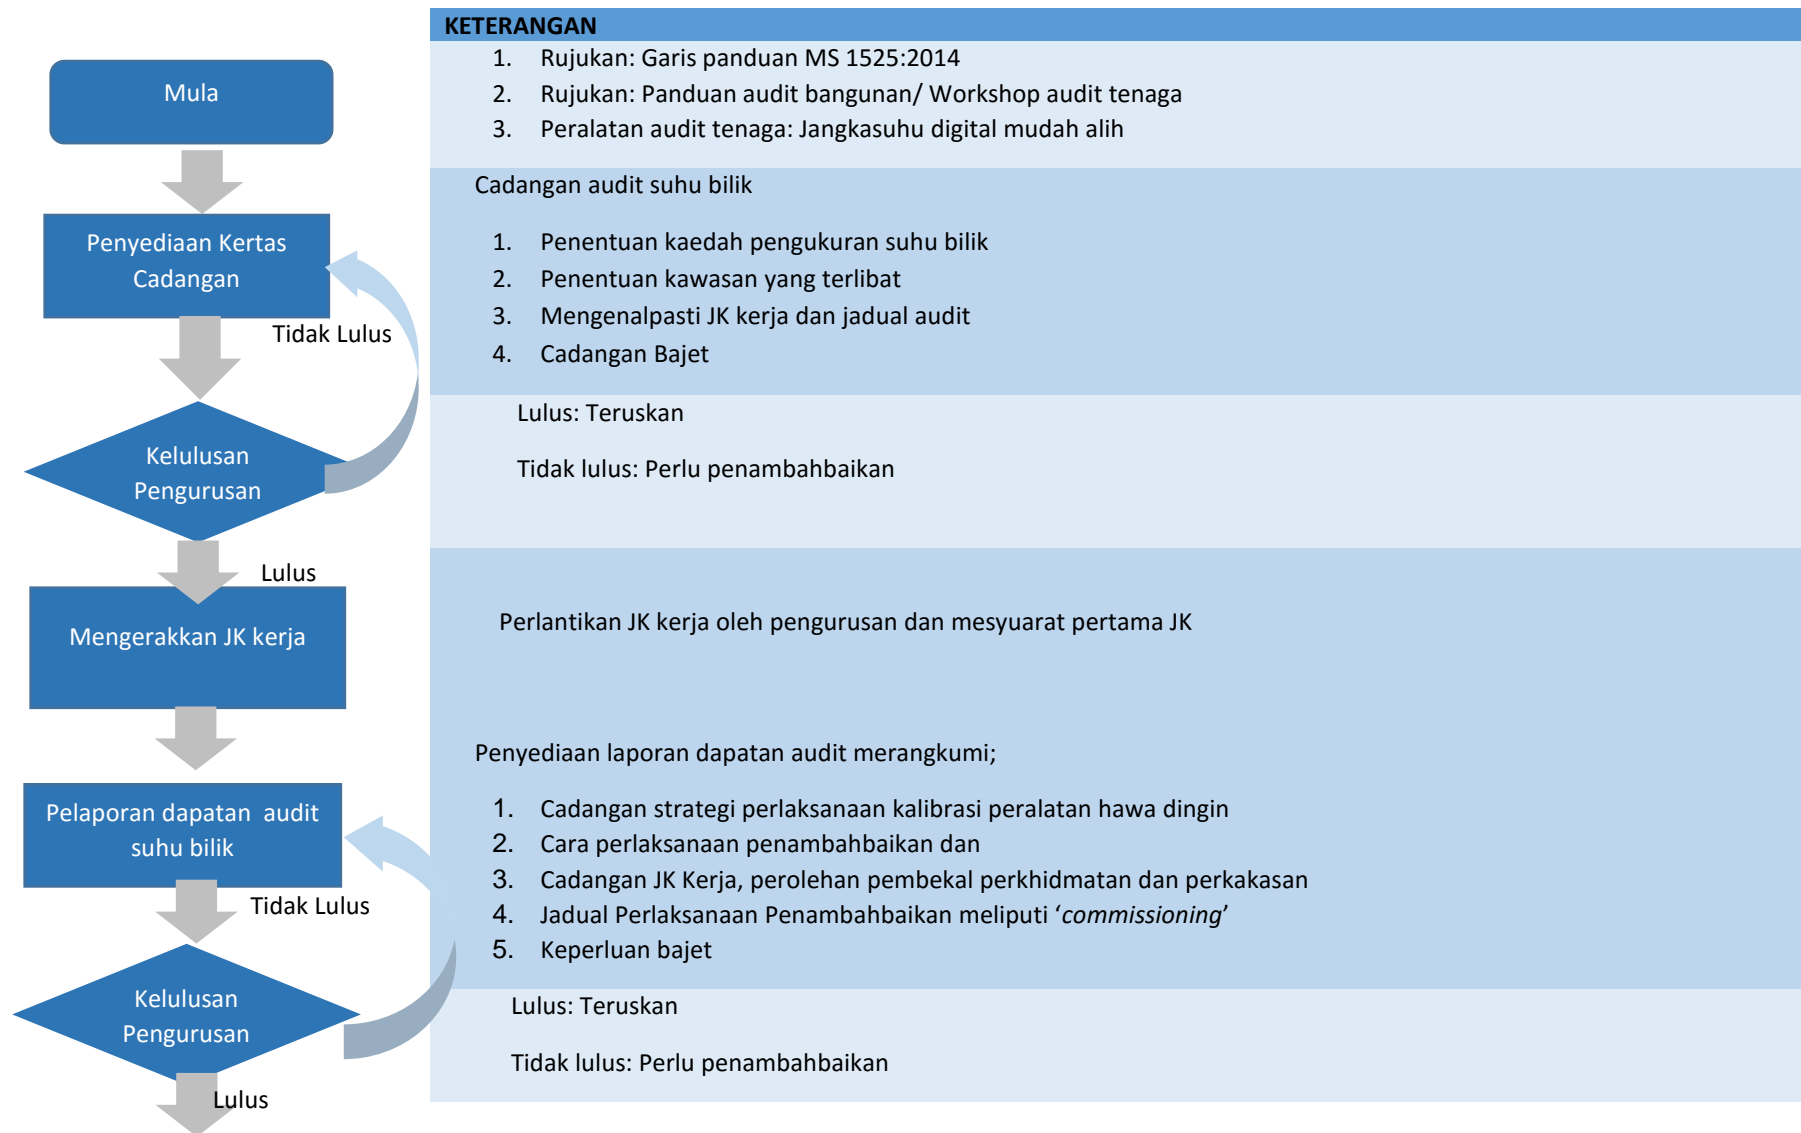 KETERANGAN
Mula
1. Rujukan: Garis panduan MS 1525:2014
2. Rujukan: Panduan audit bangunan/ Workshop audit tenaga
3. Peralatan audit tenaga: Jangkasuhu digital mudah alih
Penyediaan Kertas
Cadangan
Tidak Lulus
Cadangan audit suhu bilik
1. Penentuan kaedah pengukuran suhu bilik
2. Penentuan kawasan yang terlibat
3. Mengenalpasti JK kerja dan jadual audit
4. Cadangan Bajet
Kelulusan
Pengurusan
Lulus
Lulus: Teruskan
Tidak lulus: Perlu penambahbaikan
Mengerakkan JK kerja
Perlantikan JK kerja oleh pengurusan dan mesyuarat pertama JK
Pelaporan dapatan  audit
suhu bilik
Tidak Lulus
Penyediaan laporan dapatan audit merangkumi;
1. Cadangan strategi perlaksanaan kalibrasi peralatan hawa dingin
2. Cara perlaksanaan penambahbaikan dan
3. Cadangan JK Kerja, perolehan pembekal perkhidmatan dan perkakasan
4. Jadual Perlaksanaan Penambahbaikan meliputi ‘commissioning’
5. Keperluan bajet
Kelulusan
Pengurusan
Lulus
Lulus: Teruskan
Tidak lulus: Perlu penambahbaikan